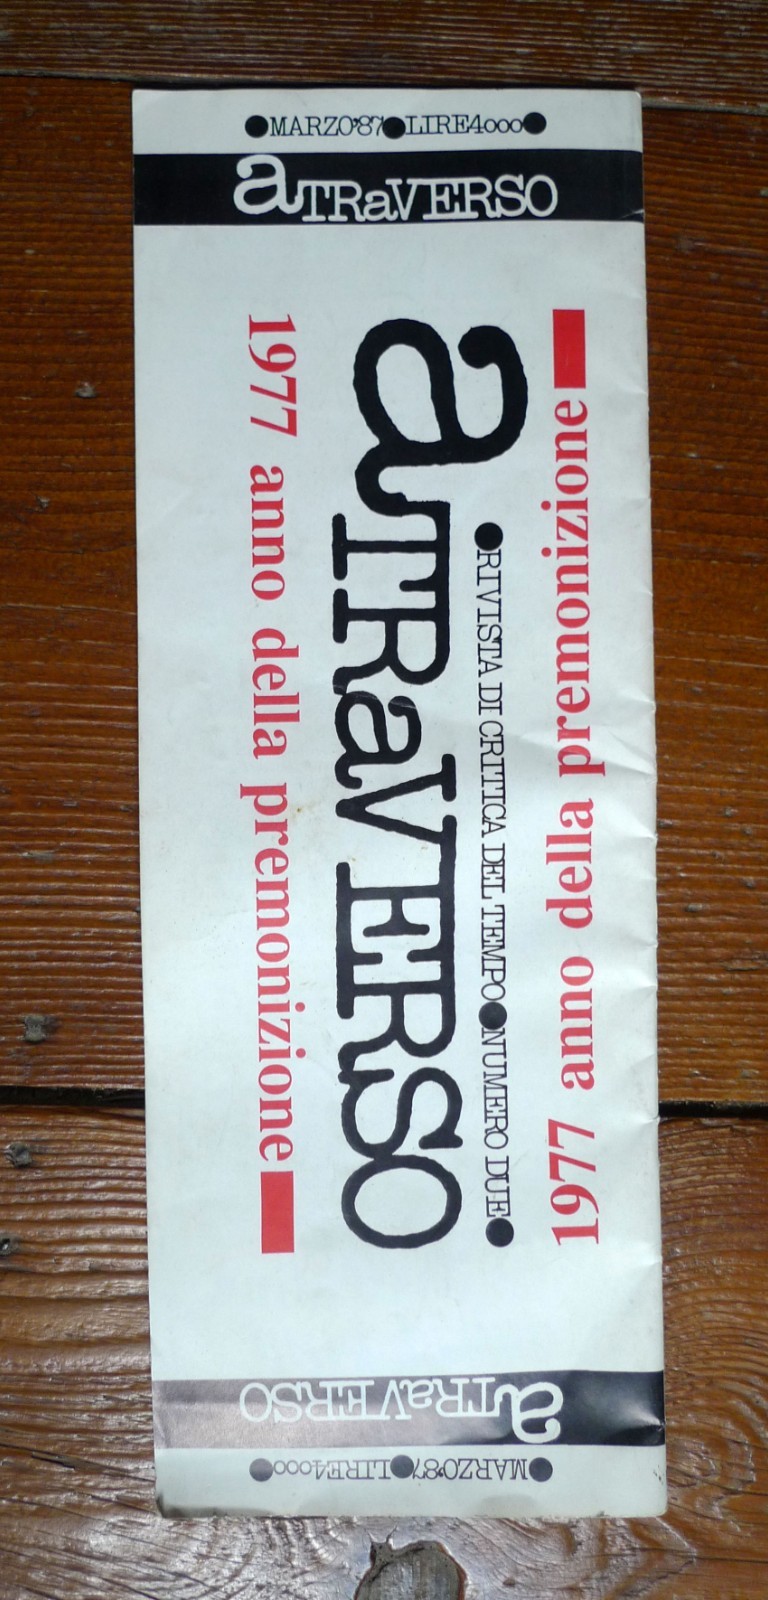 ●MARZO'87●LIRE4000●
aTRaVERSO
1977 anno della premonizione
●RIVISTA DI CRITICA DEL TEMPO●NUMERO DUE●
aTRaVERSO
1977 anno della premonizione
aTRaVERSO
●MARZO'87●LIRE4000●